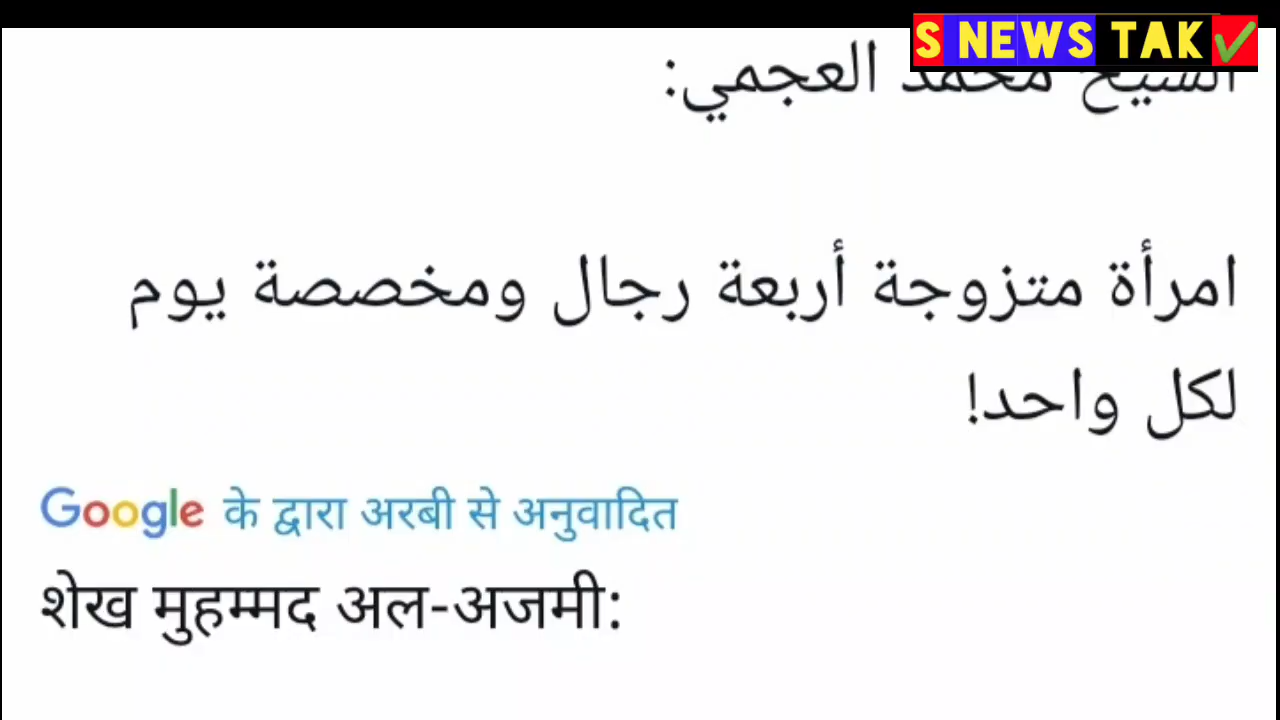 S NEWS TAK
الشيخ محمد العجمي:
امرأة متزوجة أربعة رجال ومخصصة يوم
لكل واحد!
Google के द्वारा अरबी से अनुवादित
शेख मुहम्मद अल-अजमी: